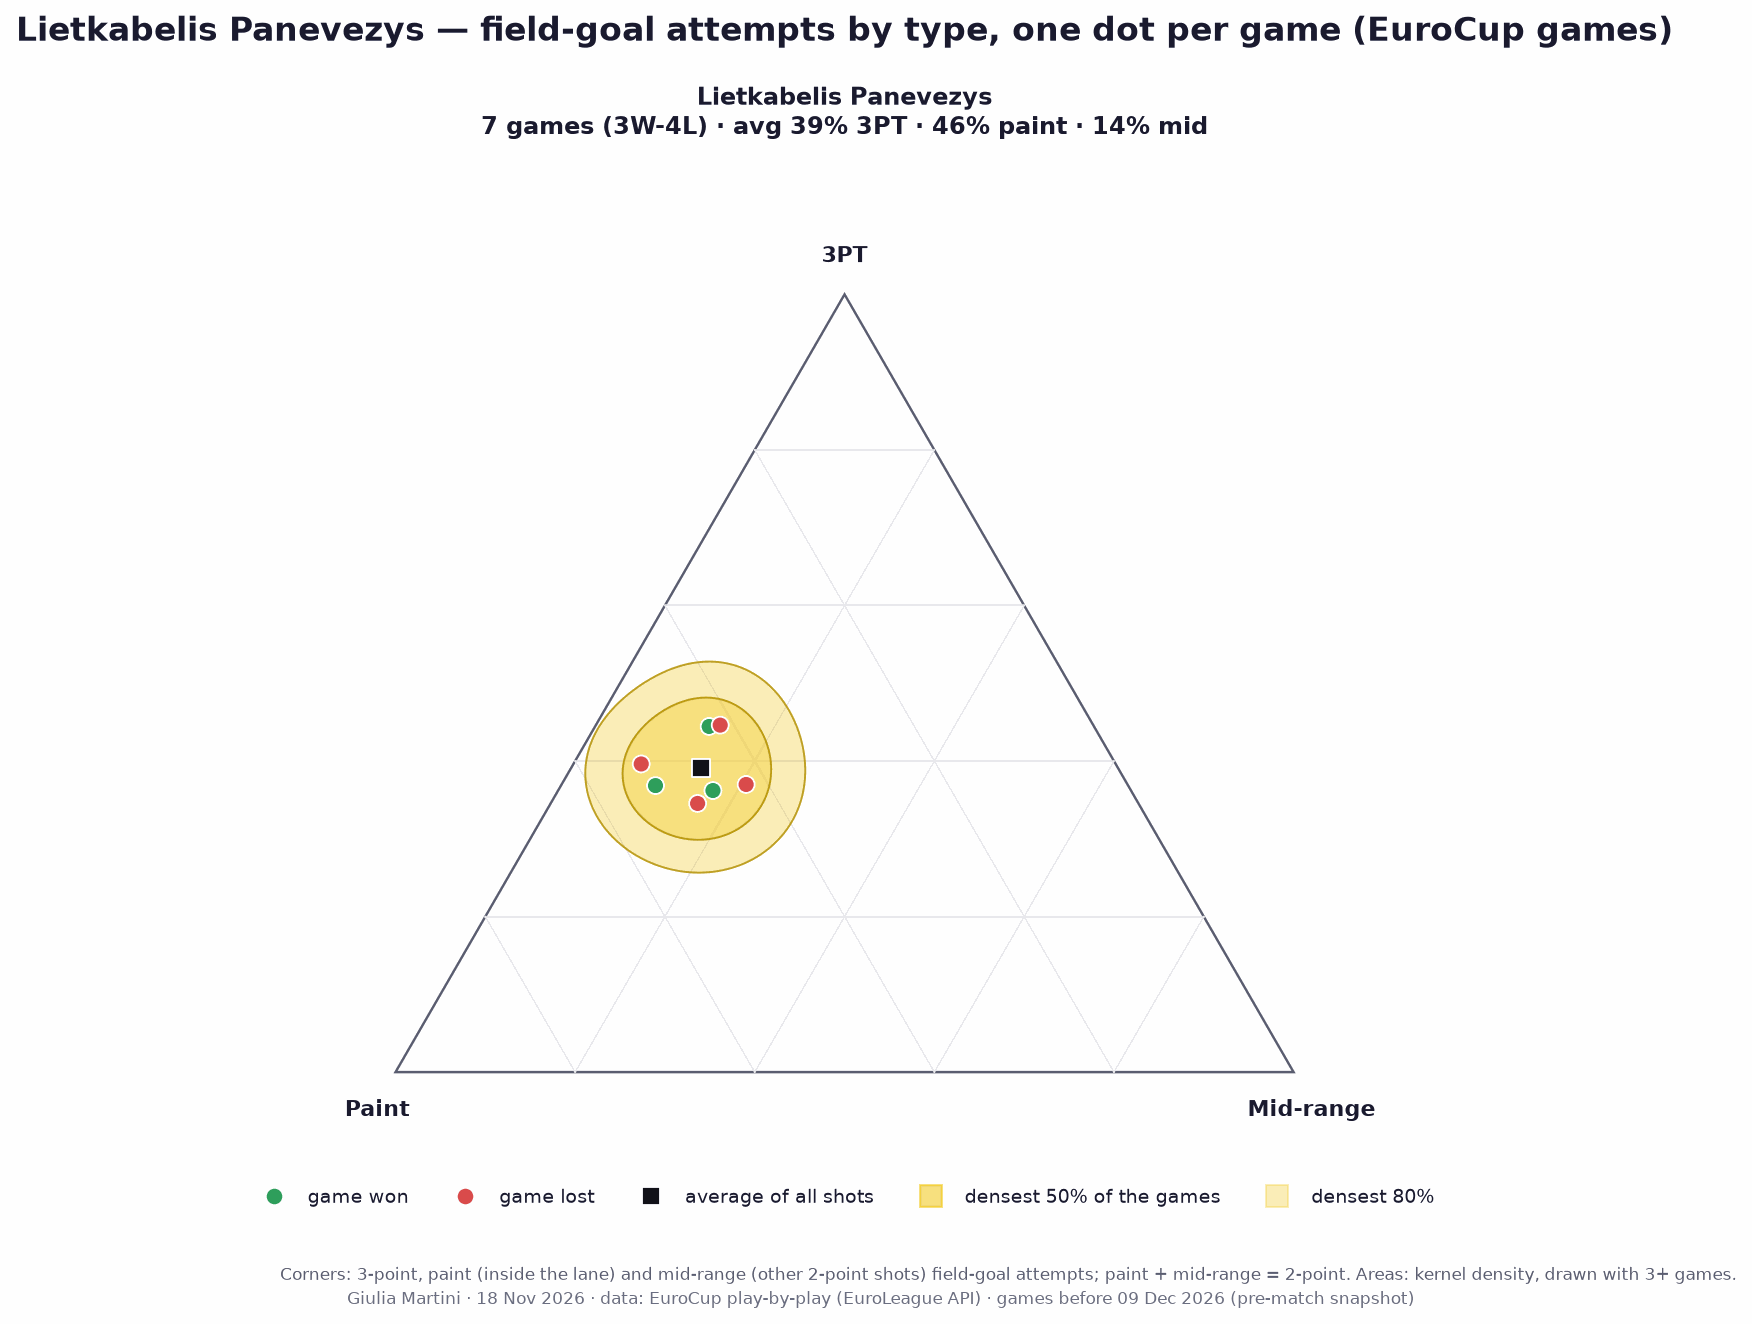 Lietkabelis Panevezys — field-goal attempts by type, one dot per game (EuroCup games)
Lietkabelis Panevezys
7 games (3W-4L) · avg 39% 3PT · 46% paint · 14% mid
3PT
Paint
Mid-range
game won
game lost
average of all shots
densest 50% of the games
densest 80%
Corners: 3-point, paint (inside the lane) and mid-range (other 2-point shots) field-goal attempts; paint + mid-range = 2-point. Areas: kernel density, drawn with 3+ games.
Giulia Martini · 18 Nov 2026 · data: EuroCup play-by-play (EuroLeague API) · games before 09 Dec 2026 (pre-match snapshot)